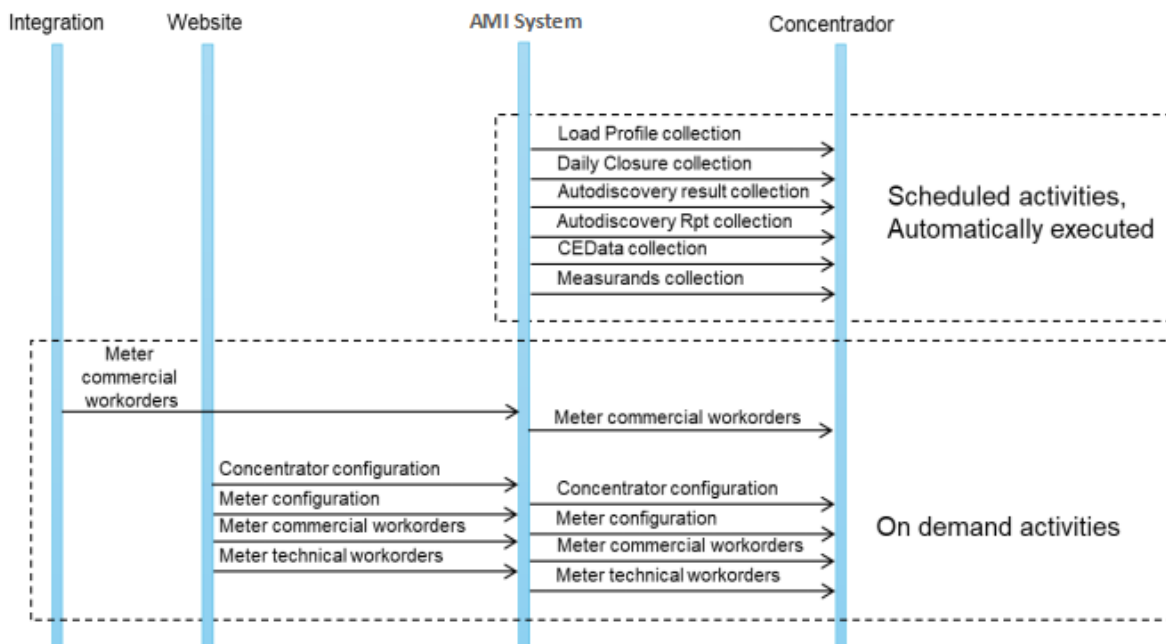 Integration
Website
AMI System
Concentrador
Load Profile collection
Daily Closure collection
Autodiscovery result collection
Autodiscovery Rpt collection
CEData collection
Measurands collection
Scheduled activities,
Automatically executed
Meter
commercial
workorders
Meter commercial workorders
Concentrator configuration
Meter configuration
Meter commercial workorders
Meter technical workorders
Concentrator configuration
Meter configuration
Meter commercial workorders
Meter technical workorders
On demand activities